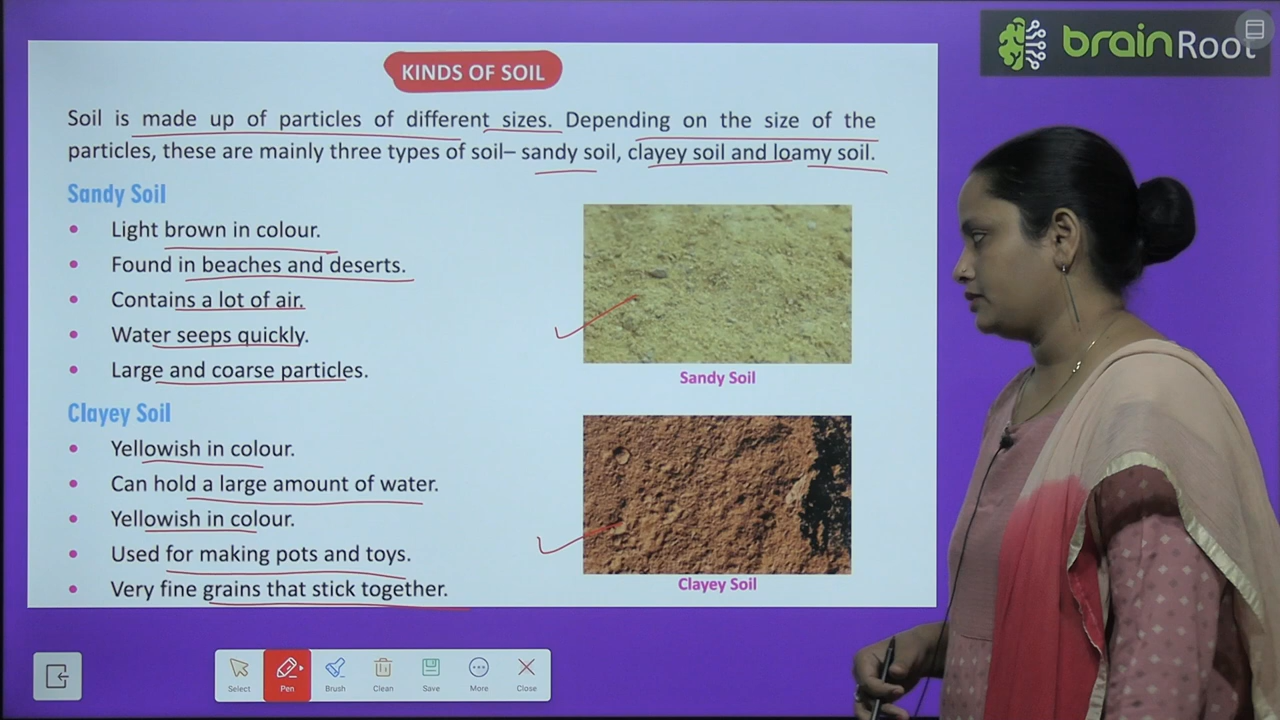 brainRoot
KINDS OF SOIL
Soil is made up of particles of different sizes. Depending on the size of the
particles, these are mainly three types of soil– sandy soil, clayey soil and loamy soil.
Sandy Soil
• Light brown in colour.
• Found in beaches and deserts.
• Contains a lot of air.
• Water seeps quickly.
• Large and coarse particles.
Sandy Soil
Clayey Soil
• Yellowish in colour.
• Can hold a large amount of water.
• Yellowish in colour.
• Used for making pots and toys.
• Very fine grains that stick together.
Clayey Soil
Select Pen Brush Clean Save More Close